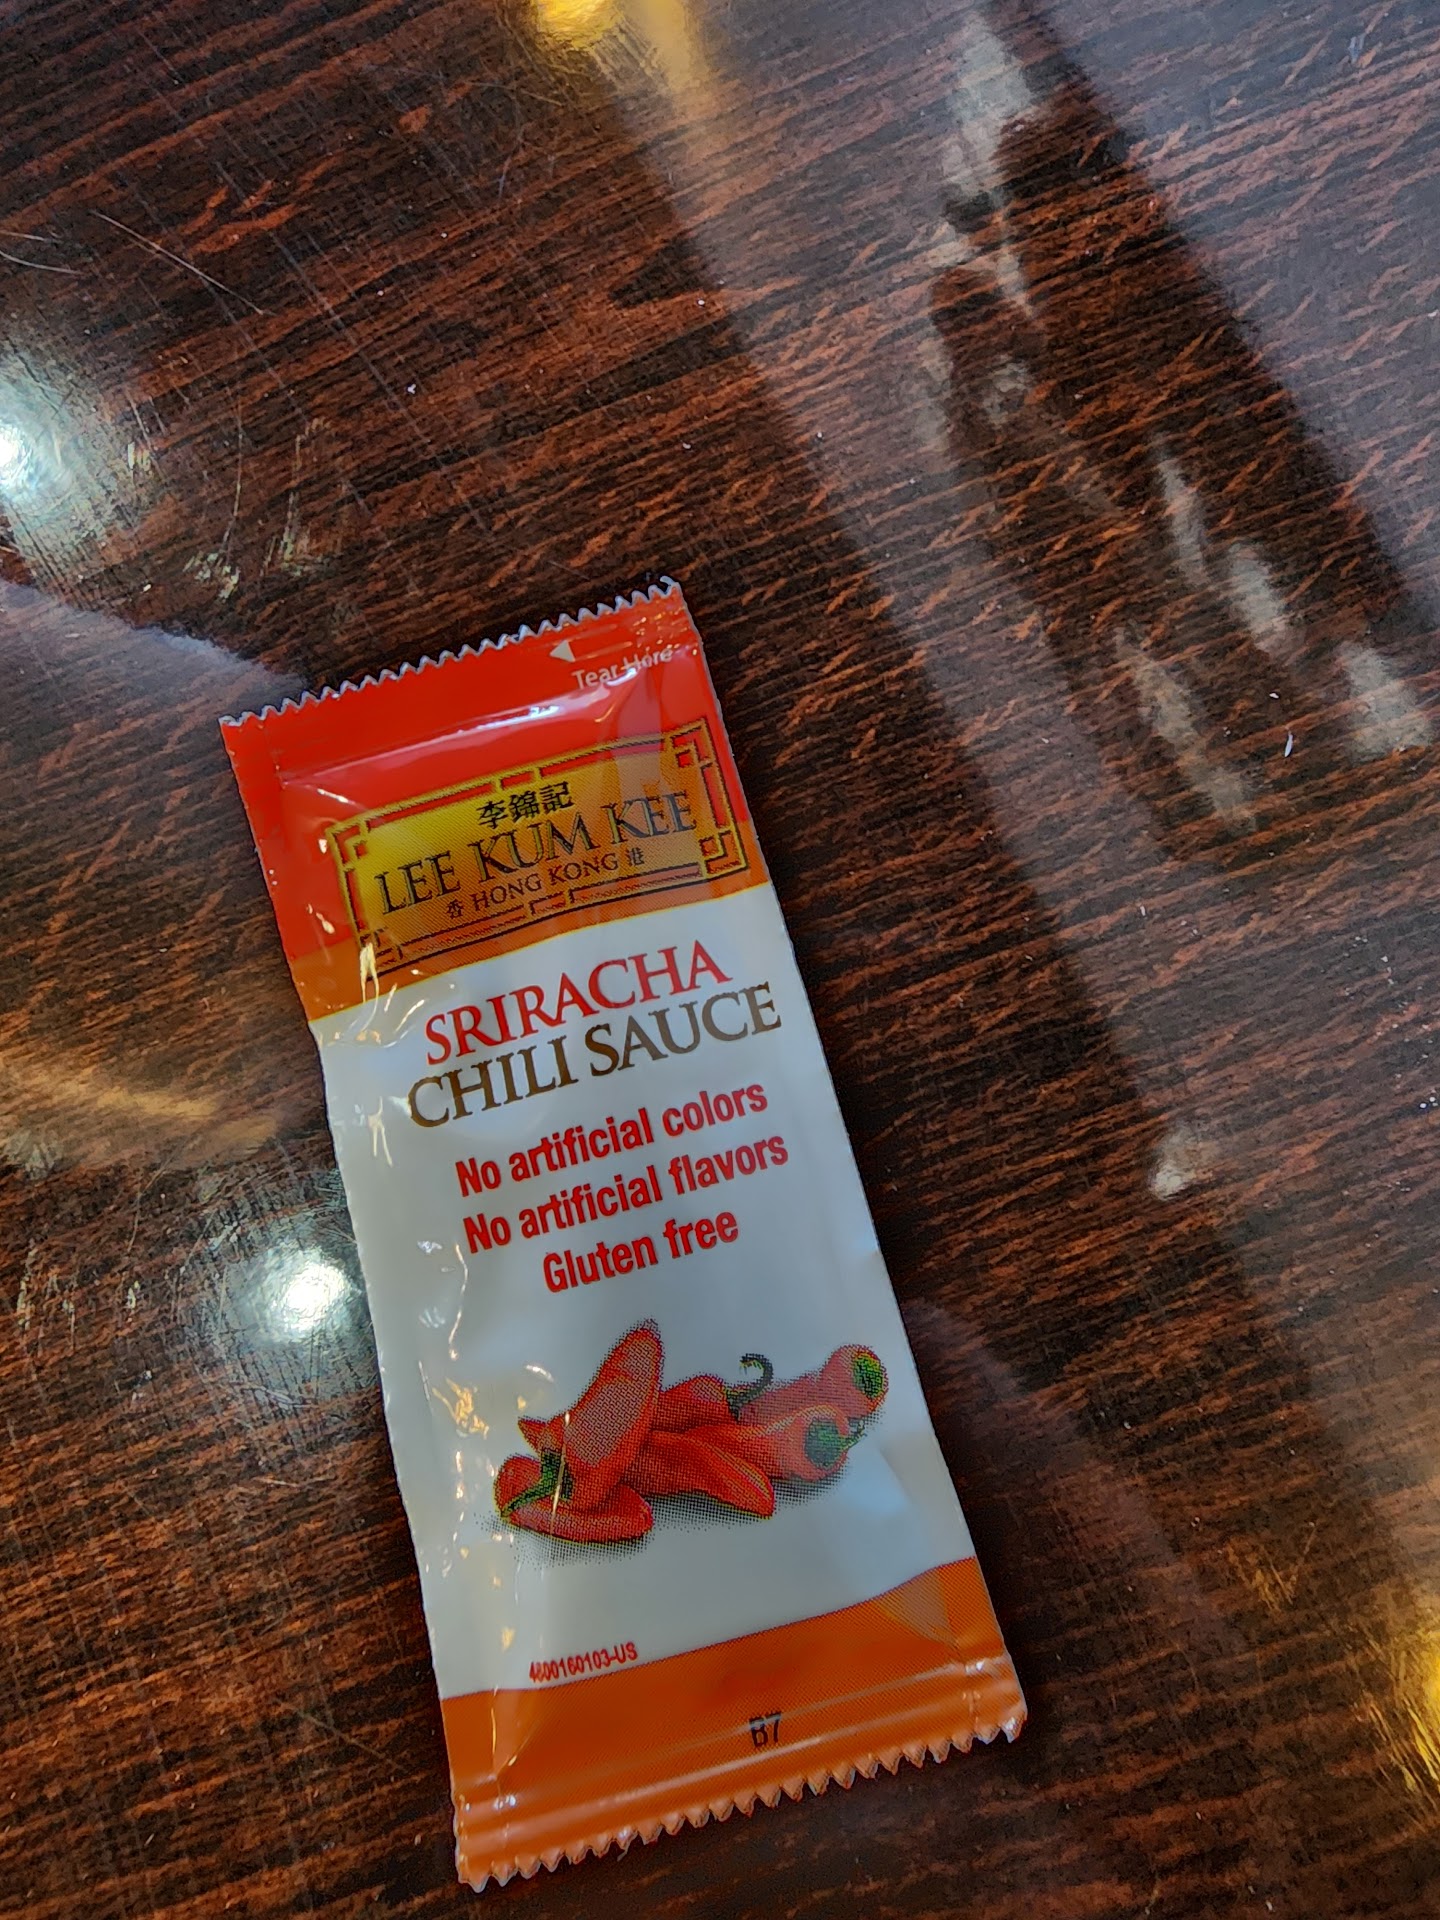 Tear Here
李錦記
LEE KUM KEE
香 HONG KONG 港
SRIRACHA
CHILI SAUCE
No artificial colors
No artificial flavors
Gluten free
4800160103-US
B7